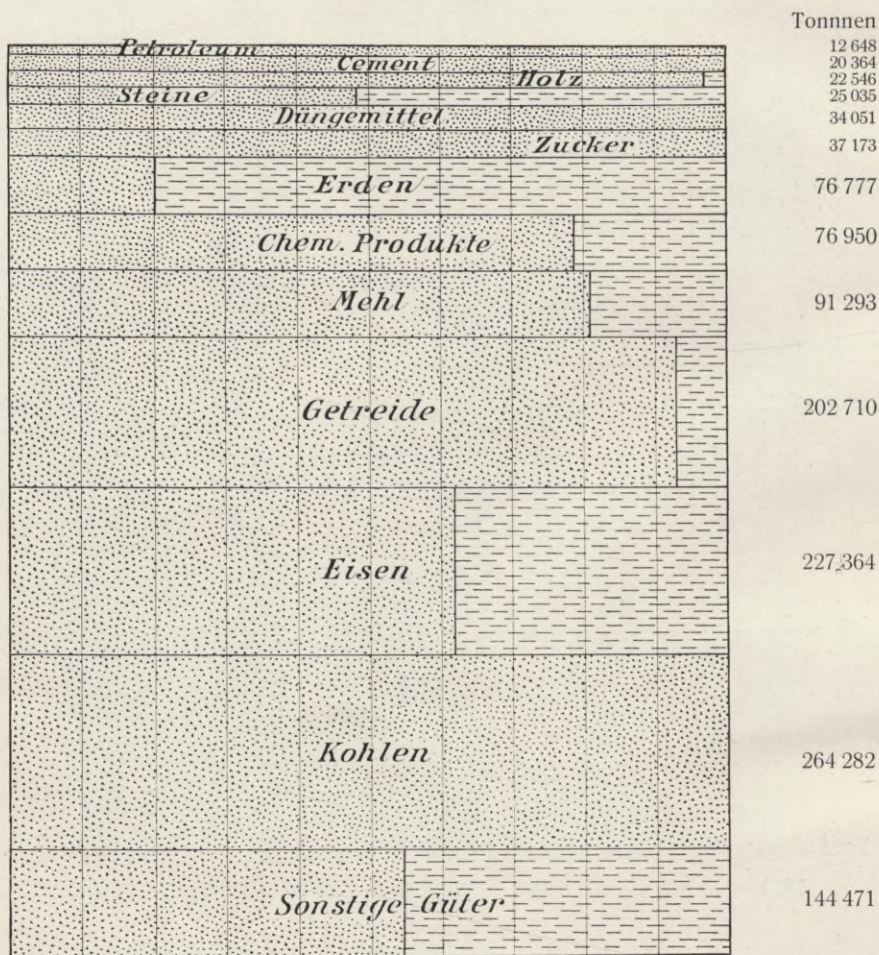 Tonnnen
Petroleum 12 648
Cement 20 364
Holz 22 546
Steine 25 035
Düngemittel 34 051
Zucker 37 173
Erden 76 777
Chem. Produkte 76 950
Mehl 91 293
Getreide 202 710
Eisen 227 364
Kohlen 264 282
Sonstige Güter 144 471